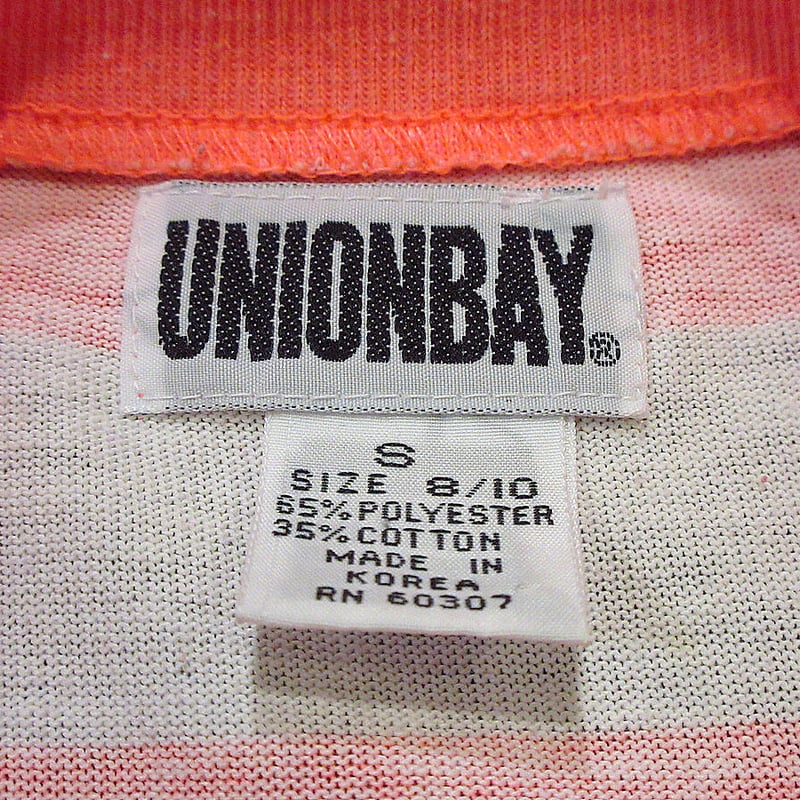 UNIONBAY®
S
SIZE 8/10
65% POLYESTER
35% COTTON
MADE IN
KOREA
RN 60307